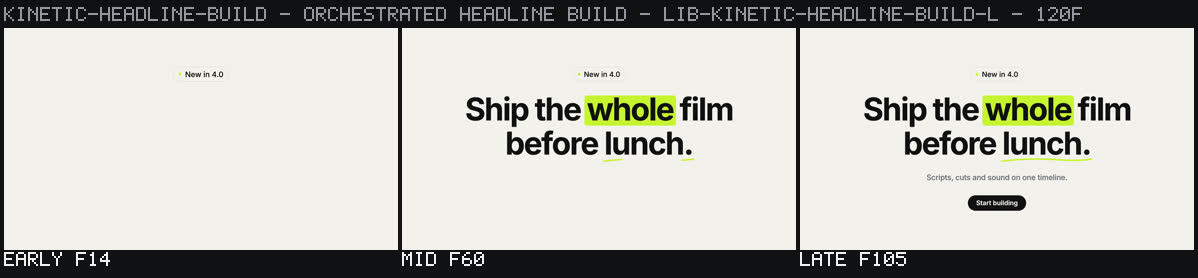 KINETIC-HEADLINE-BUILD - ORCHESTRATED HEADLINE BUILD - LIB-KINETIC-HEADLINE-BUILD-L - 120F
New in 4.0
EARLY F14
New in 4.0
Ship the whole film
before lunch.
MID F60
New in 4.0
Ship the whole film
before lunch.
Scripts, cuts and sound on one timeline.
Start building
LATE F105